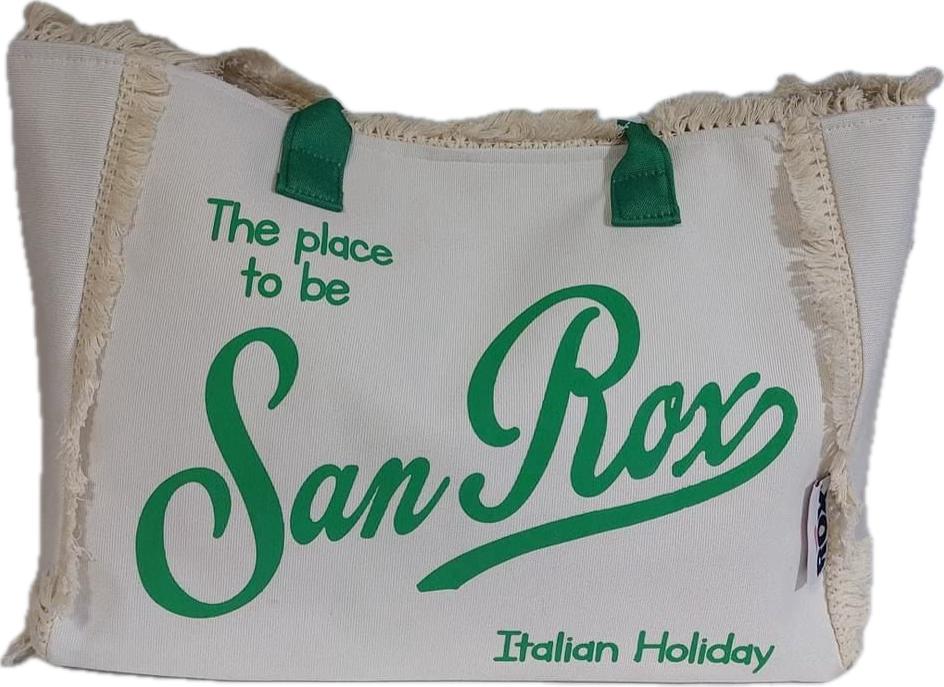 The place
to be
San Rox
Italian Holiday